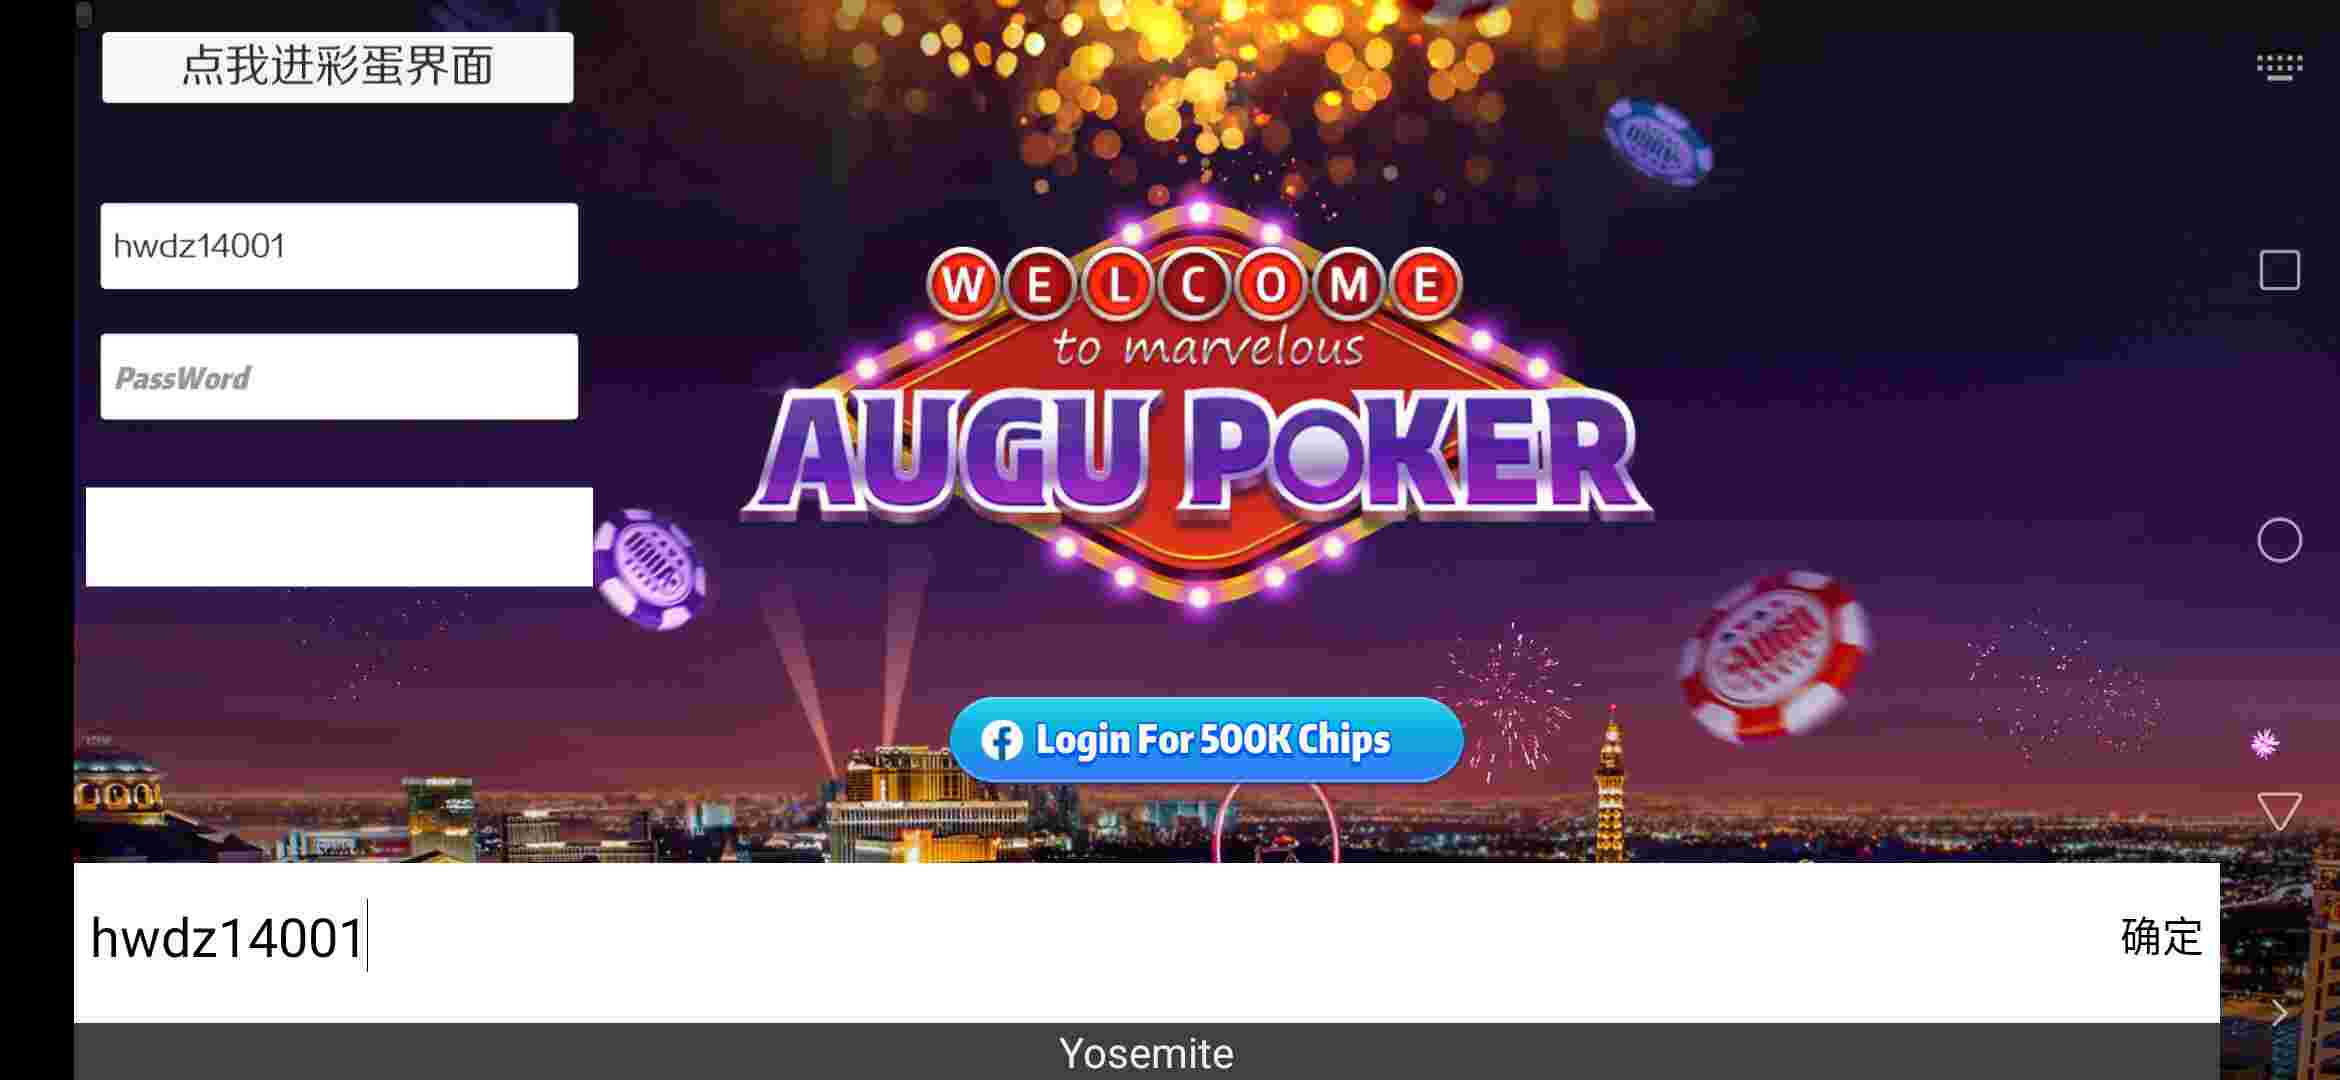 点我进彩蛋界面
hwdz14001
PassWord
WELCOME
to marvelous
AUGU POKER
Login For 500K Chips
hwdz14001
确定
Yosemite